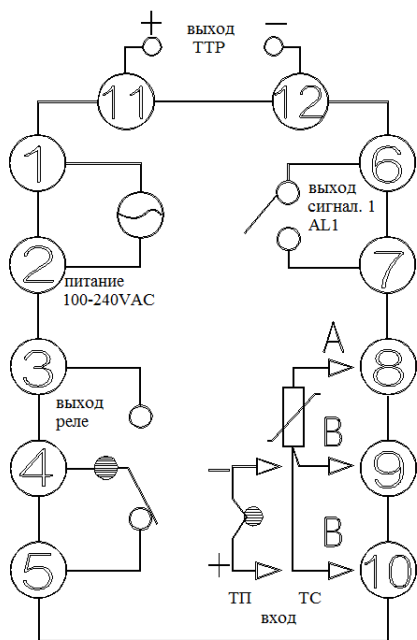 + выход −
ТТР
11 12
1 6
выход
сигнал. 1
AL1
2 7
питание
100-240VAC
3 A 8
выход
реле
4 B 9
−
5 B 10
+ ТП ТС
вход